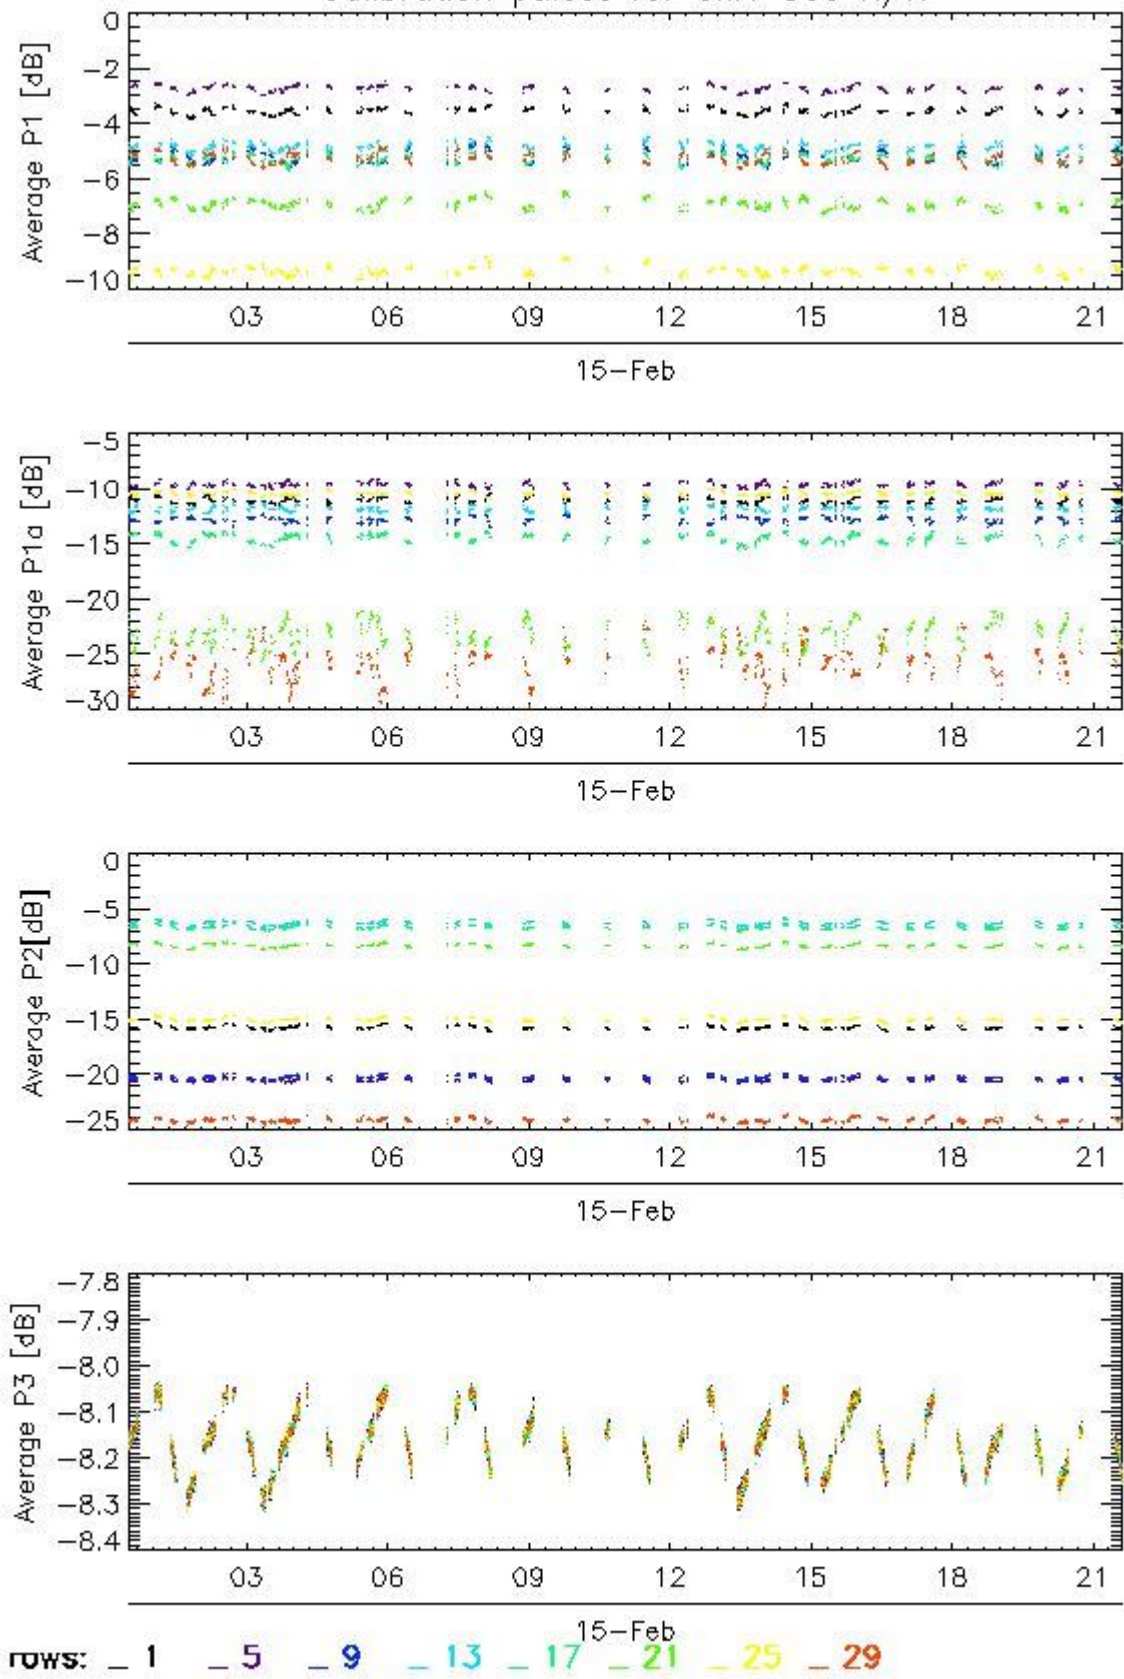 0
-2
-4
-6
-8
-10
Average P1 [dB]
03 06 09 12 15 18 21
15-Feb
-5
-10
-15
-20
-25
-30
Average P1a [dB]
03 06 09 12 15 18 21
15-Feb
0
-5
-10
-15
-20
-25
Average P2[dB]
03 06 09 12 15 18 21
15-Feb
-7.8
-7.9
-8.0
-8.1
-8.2
-8.3
-8.4
Average P3 [dB]
03 06 09 12 15 18 21
15-Feb
rows: _ 1 _ 5 _ 9 _ 13 _ 17 _ 21 _ 25 _ 29